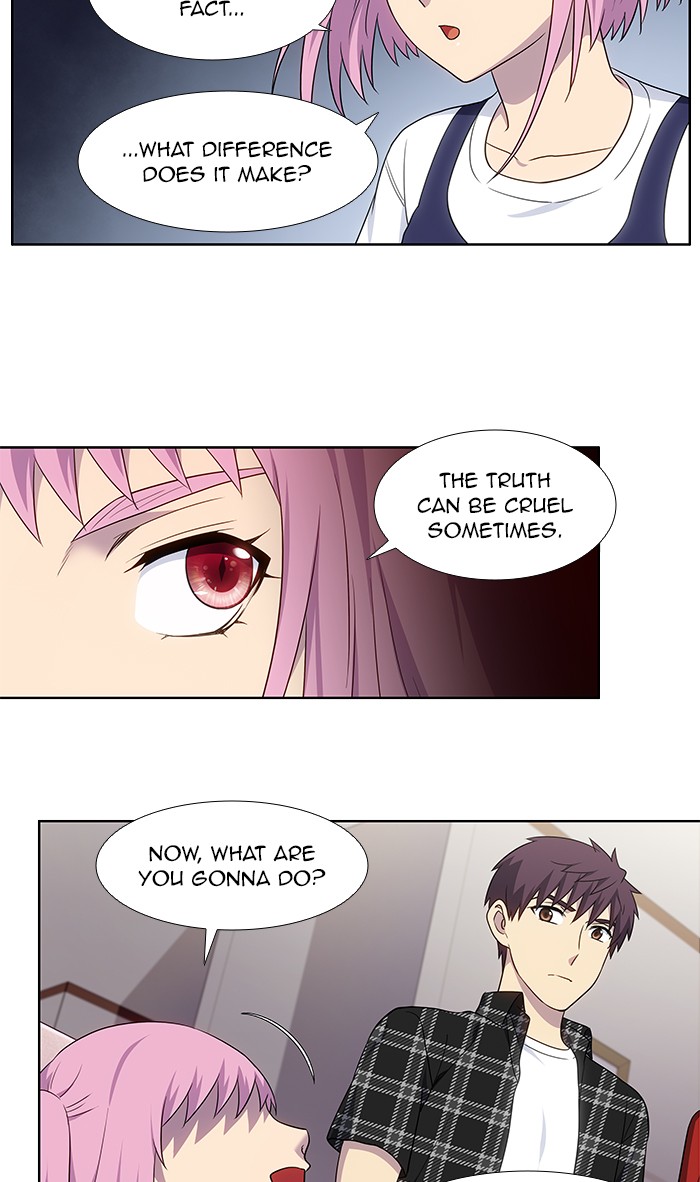 FACT...
...WHAT DIFFERENCE
DOES IT MAKE?
THE TRUTH
CAN BE CRUEL
SOMETIMES.
NOW, WHAT ARE
YOU GONNA DO?